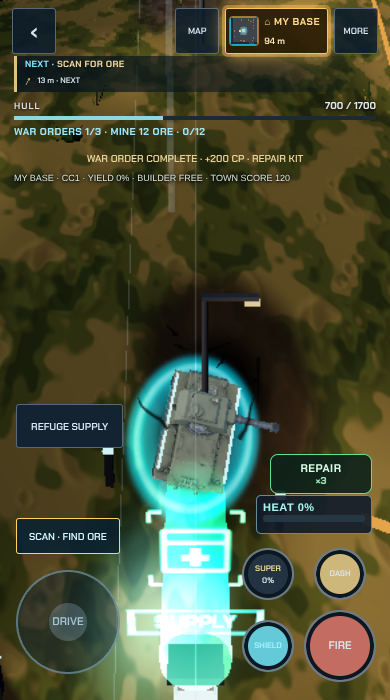 ‹
MAP
⌂ MY BASE
94 m
MORE
NEXT · SCAN FOR ORE
13 m · NEXT
HULL
700 / 1700
WAR ORDERS 1/3 · MINE 12 ORE · 0/12
WAR ORDER COMPLETE · +200 CP · REPAIR KIT
MY BASE · CC1 · YIELD 0% · BUILDER FREE · TOWN SCORE 120
REFUGE SUPPLY
REPAIR
×3
HEAT 0%
SCAN · FIND ORE
SUPER
0%
DASH
SUPPLY
DRIVE
SHIELD
FIRE